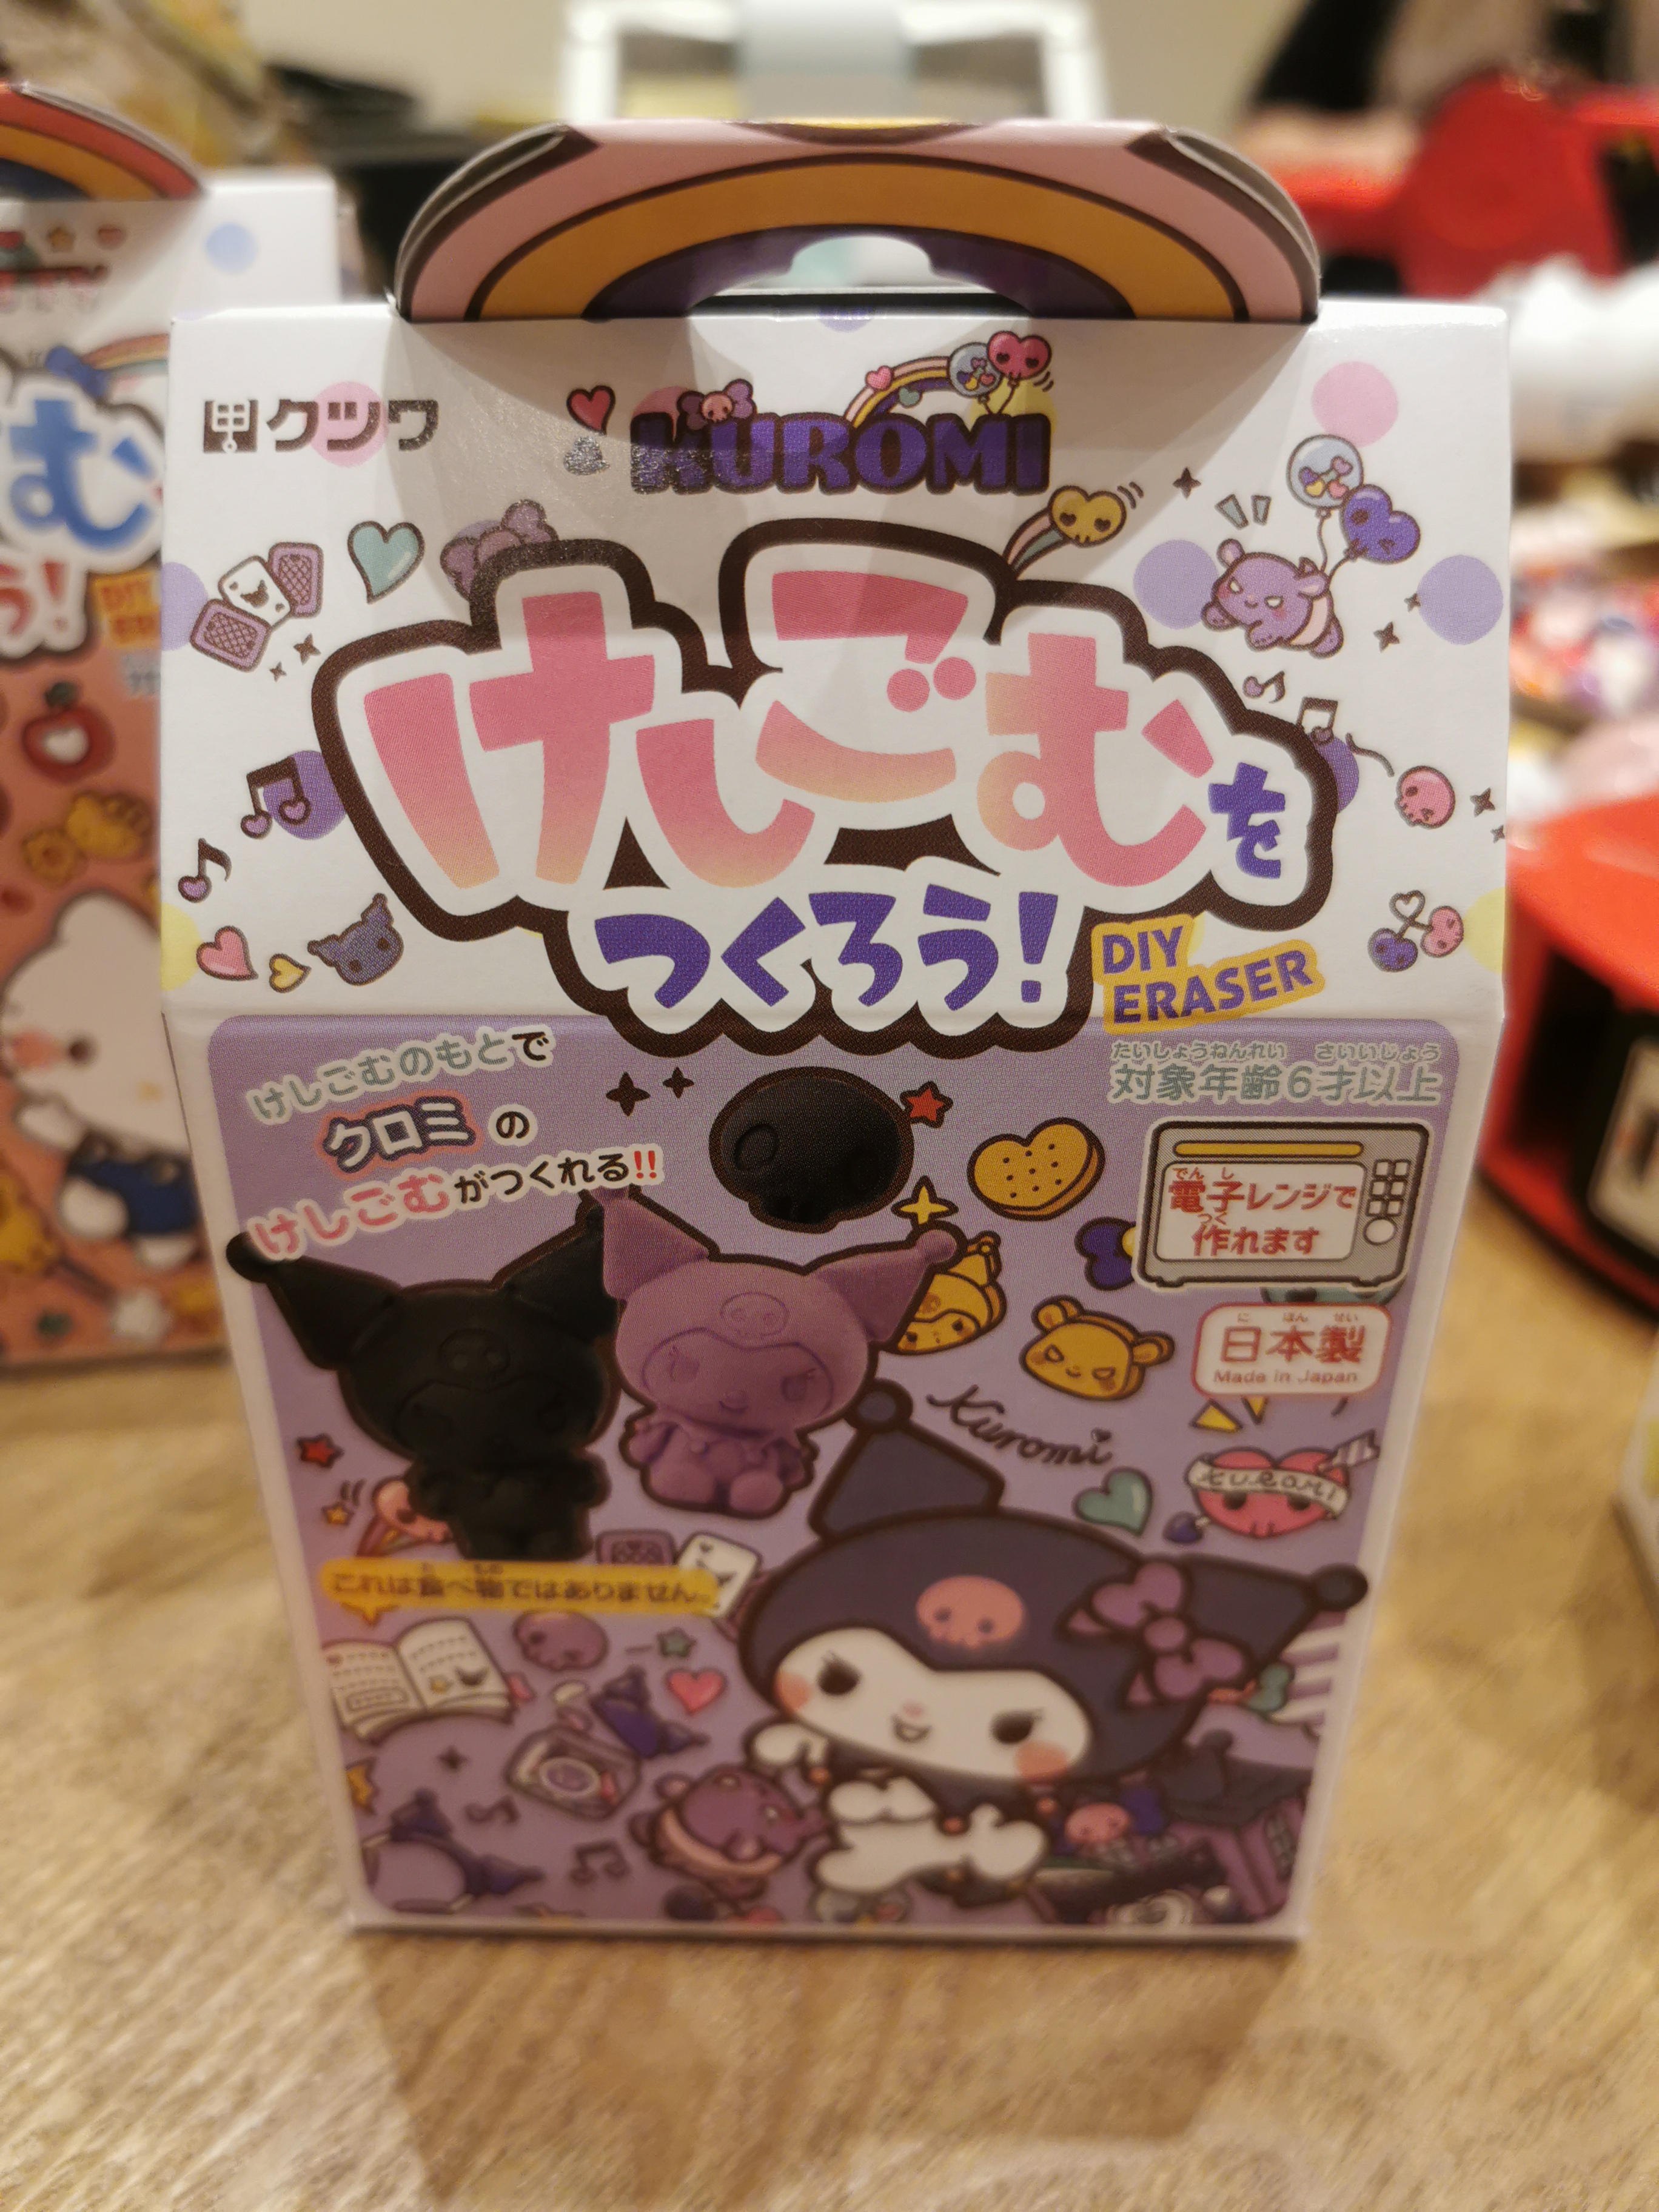 クツワ
KUROMI
けしごむを
つくろう!
DIY
ERASER
けしごむのもとで
クロミの
けしごむがつくれる!!
たいしょうねんれい さいいじょう
対象年齢6才以上
でんし
電子レンジで
つく
作れます
に ほん せい
日本製
Made in Japan
Kuromi
KUROMI
これは食べ物ではありません。
む
う!
DIY